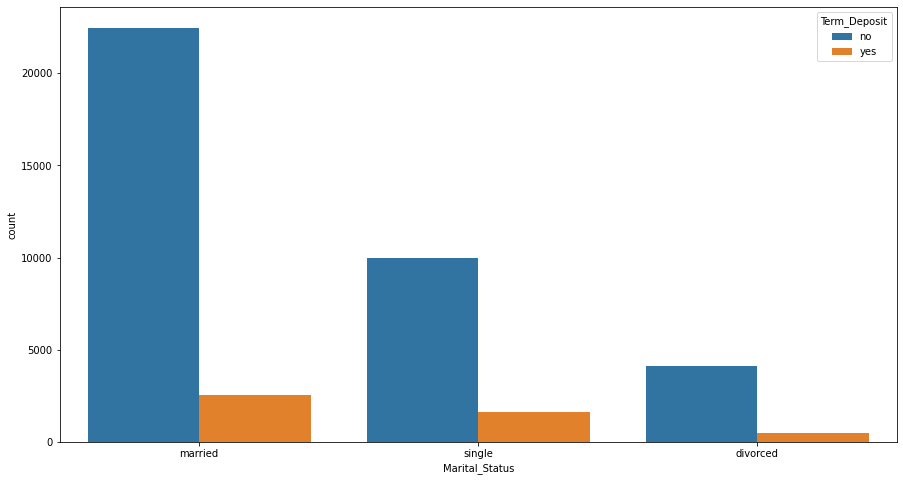 Term_Deposit
no
yes
count
20000
15000
10000
5000
0
married single divorced
Marital_Status